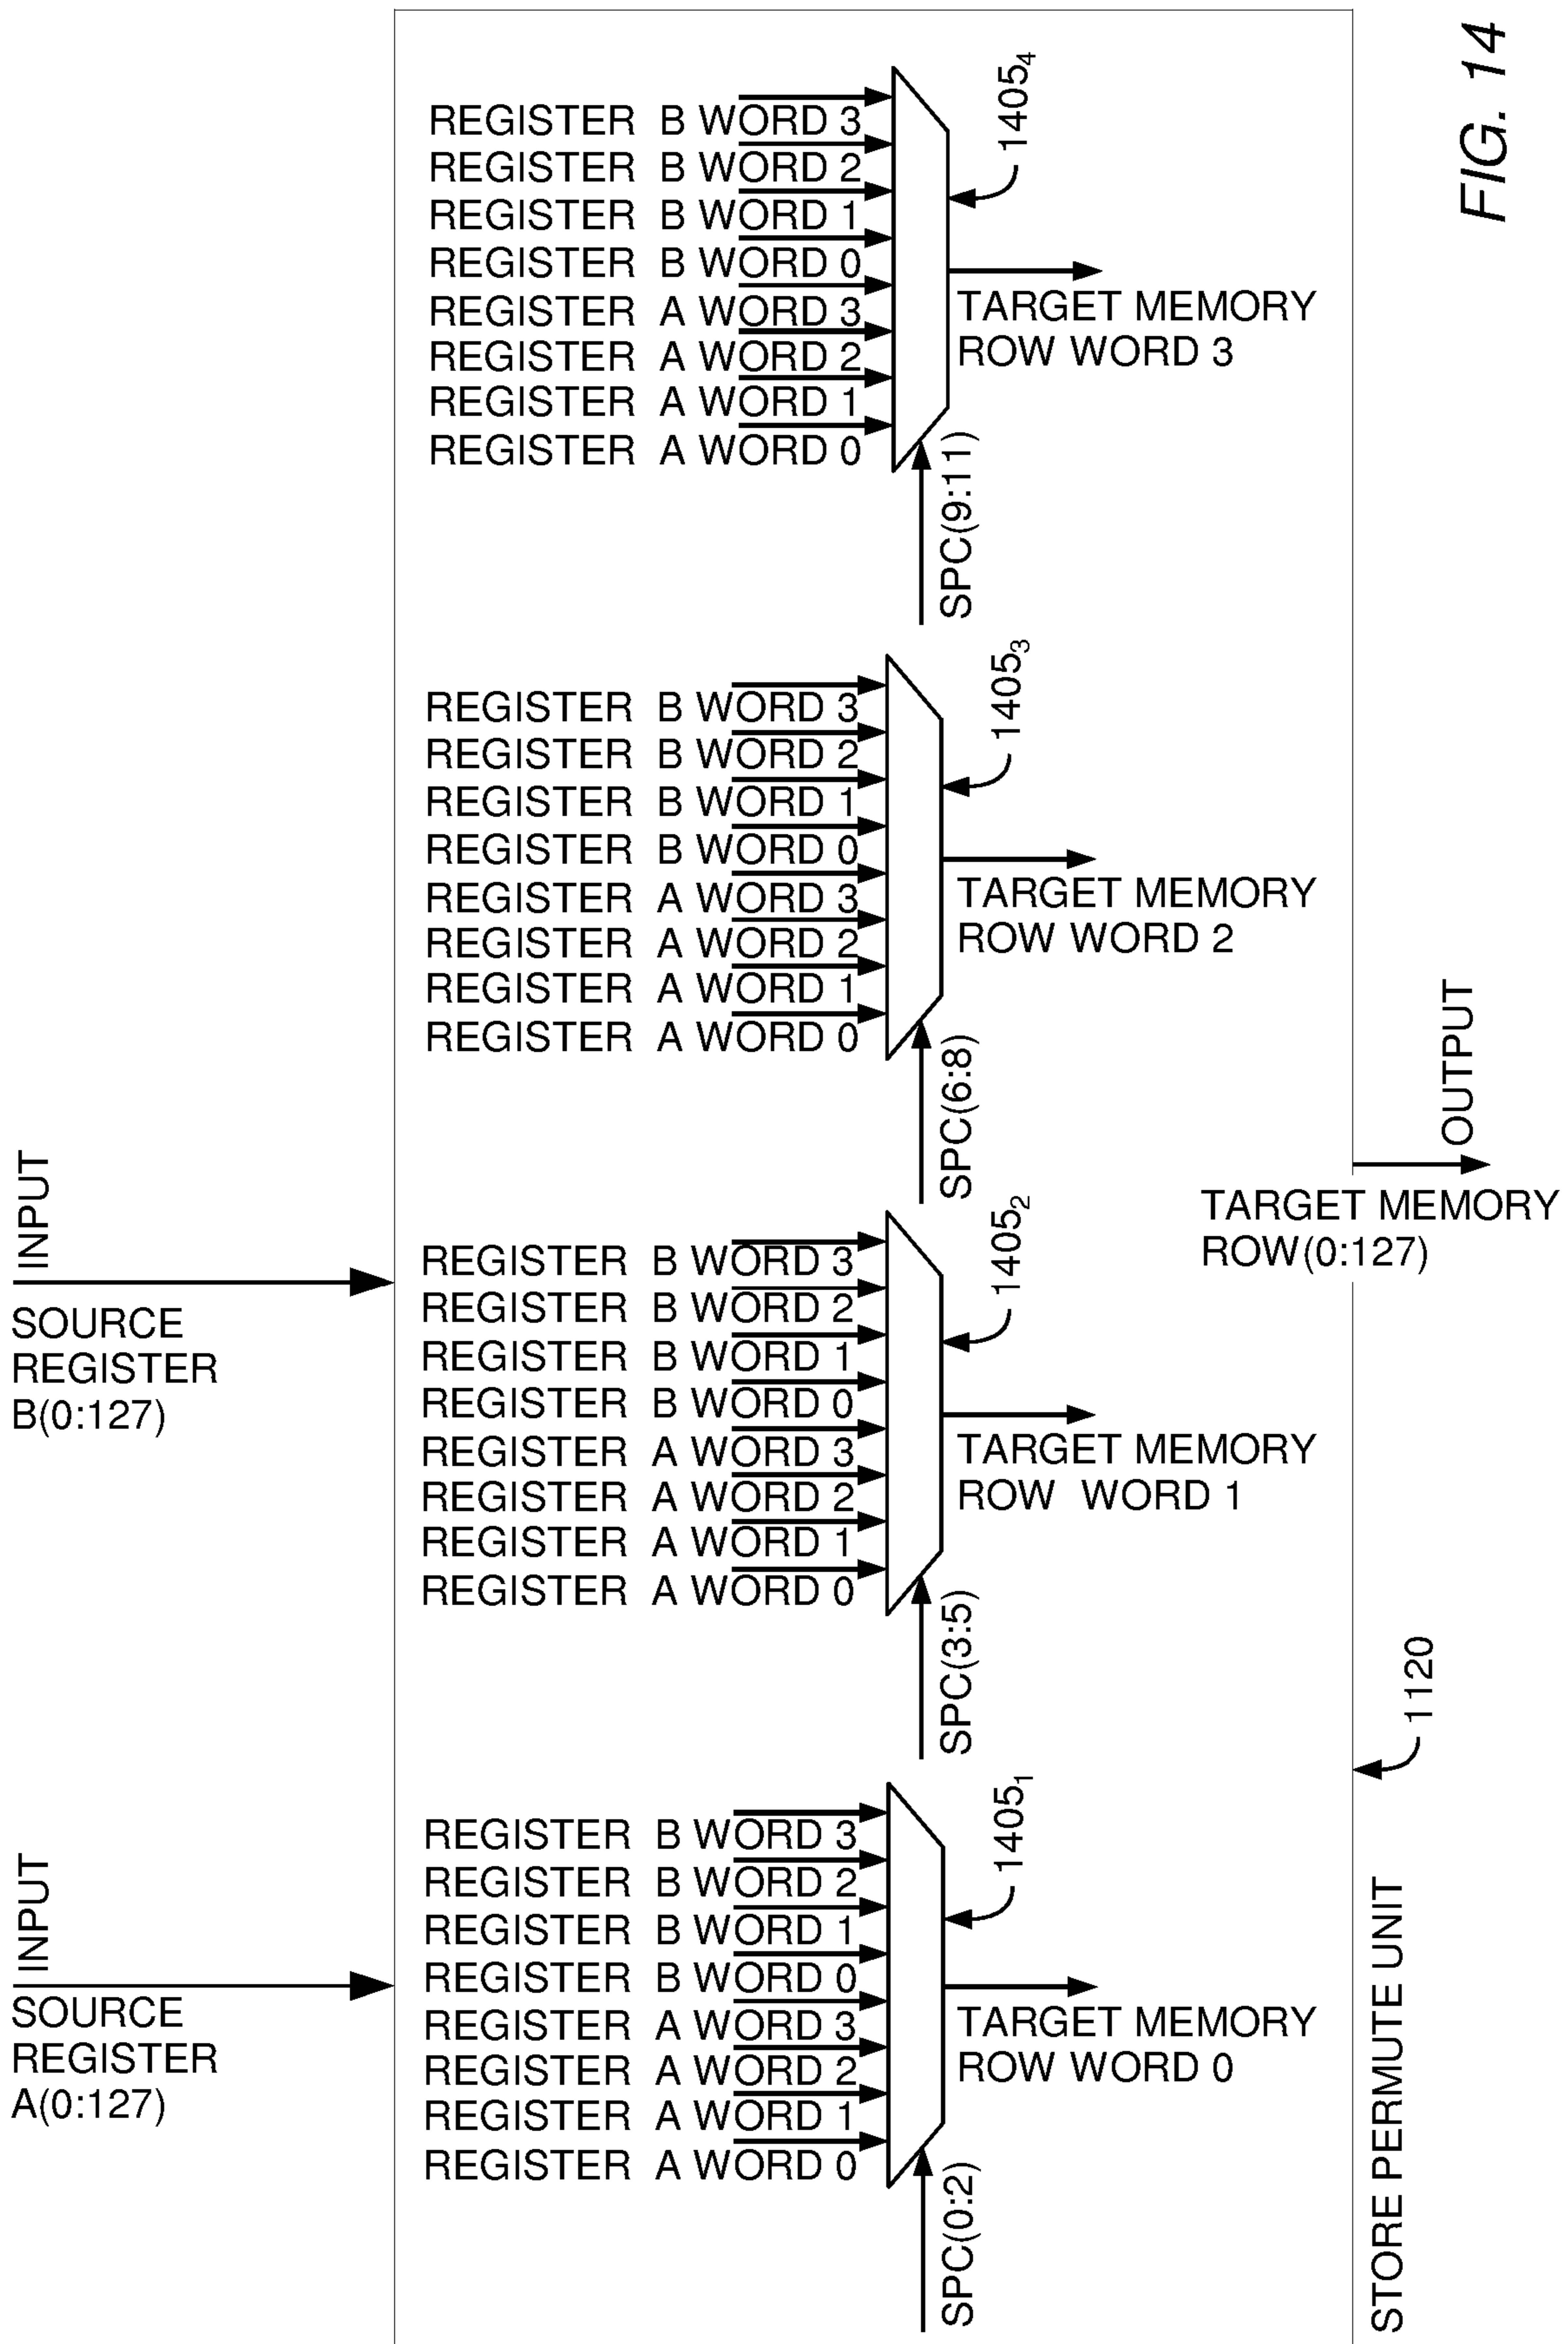 INPUT
SOURCE
REGISTER
A(0:127)
INPUT
SOURCE
REGISTER
B(0:127)
REGISTER B WORD 3
REGISTER B WORD 2
REGISTER B WORD 1
REGISTER B WORD 0
REGISTER A WORD 3
REGISTER A WORD 2
REGISTER A WORD 1
REGISTER A WORD 0
SPC(0:2)
1405₁
TARGET MEMORY
ROW WORD 0
REGISTER B WORD 3
REGISTER B WORD 2
REGISTER B WORD 1
REGISTER B WORD 0
REGISTER A WORD 3
REGISTER A WORD 2
REGISTER A WORD 1
REGISTER A WORD 0
SPC(3:5)
1405₂
TARGET MEMORY
ROW WORD 1
REGISTER B WORD 3
REGISTER B WORD 2
REGISTER B WORD 1
REGISTER B WORD 0
REGISTER A WORD 3
REGISTER A WORD 2
REGISTER A WORD 1
REGISTER A WORD 0
SPC(6:8)
1405₃
TARGET MEMORY
ROW WORD 2
REGISTER B WORD 3
REGISTER B WORD 2
REGISTER B WORD 1
REGISTER B WORD 0
REGISTER A WORD 3
REGISTER A WORD 2
REGISTER A WORD 1
REGISTER A WORD 0
SPC(9:11)
1405₄
TARGET MEMORY
ROW WORD 3
STORE PERMUTE UNIT
1120
TARGET MEMORY
ROW(0:127)
OUTPUT
FIG. 14